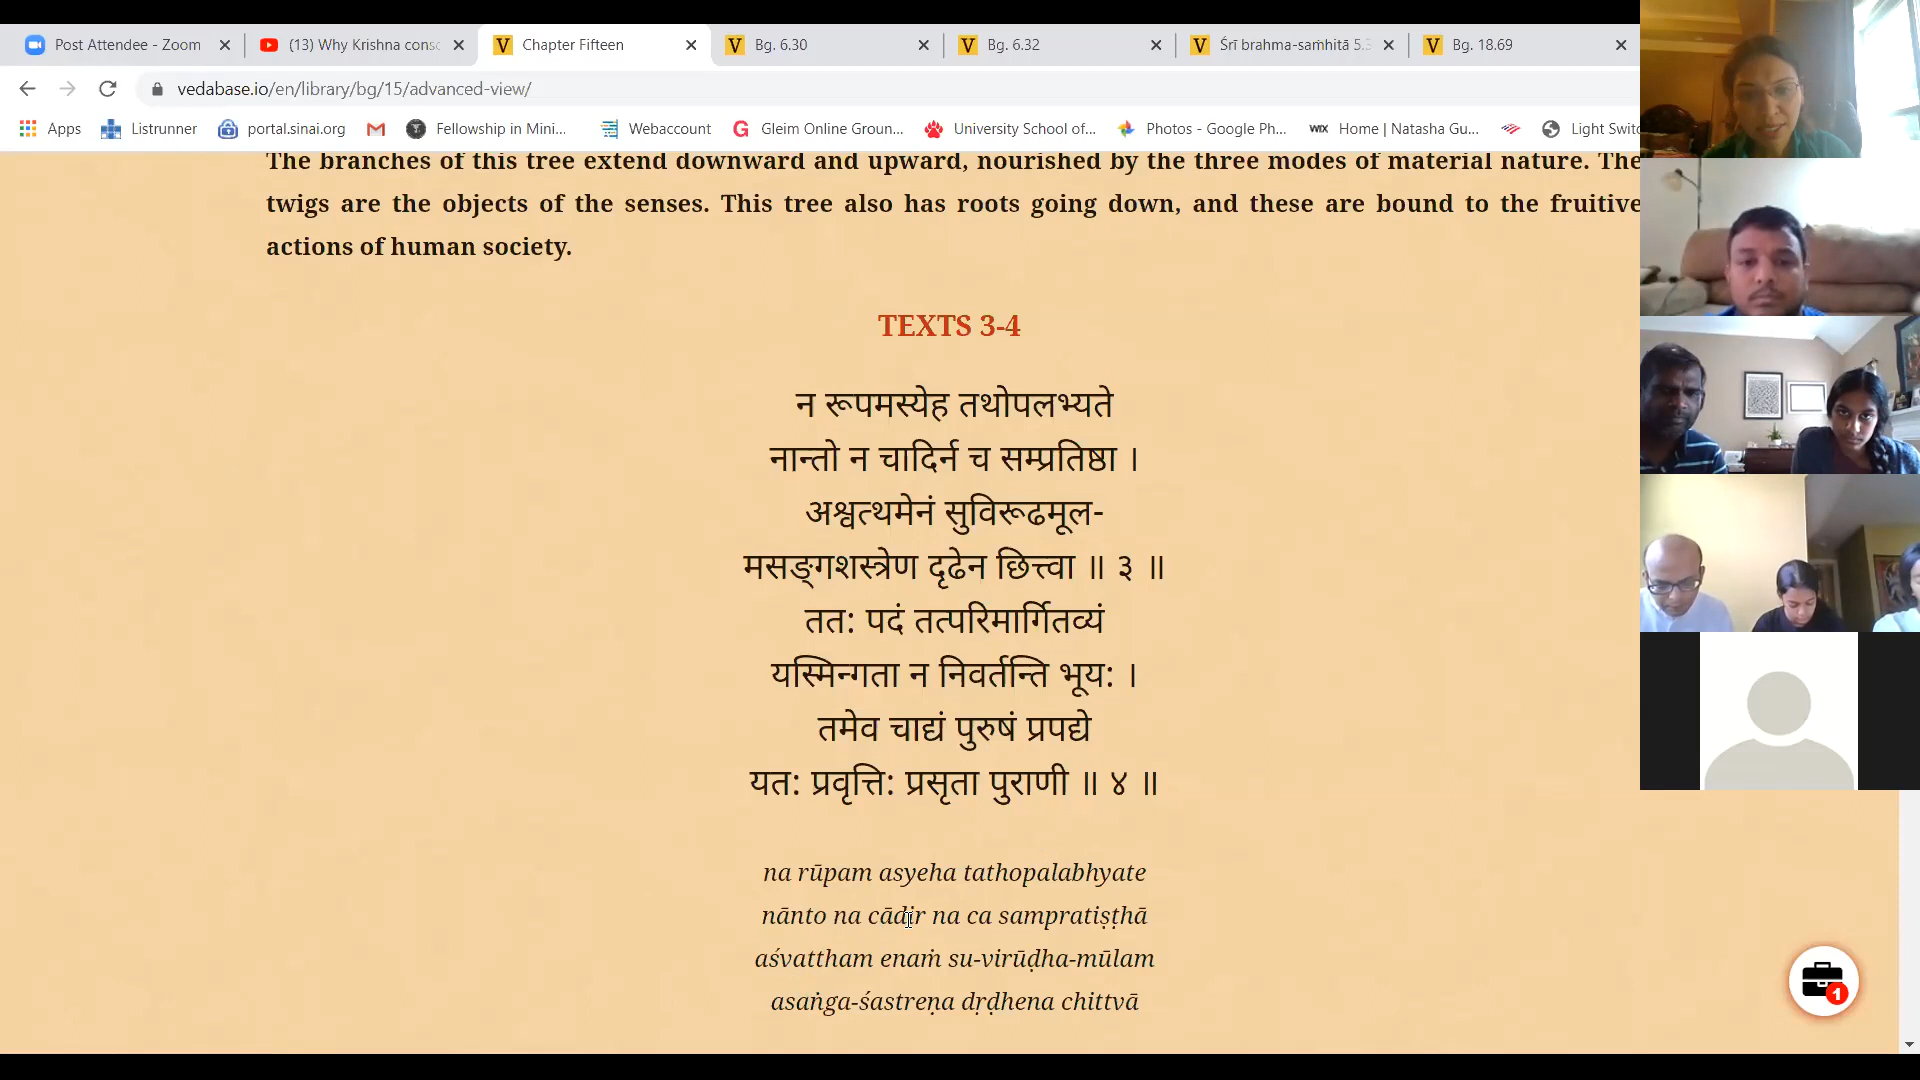 Post Attendee - Zoom
(13) Why Krishna consc
Chapter Fifteen
Bg. 6.30
Bg. 6.32
Śrī brahma-saṁhitā 5.
Bg. 18.69
vedabase.io/en/library/bg/15/advanced-view/
Apps
Listrunner
portal.sinai.org
Fellowship in Mini...
Webaccount
Gleim Online Groun...
University School of...
Photos - Google Ph...
WIX
Home | Natasha Gu...
Light Switc
The branches of this tree extend downward and upward, nourished by the three modes of material nature. The
twigs are the objects of the senses. This tree also has roots going down, and these are bound to the fruitive
actions of human society.
TEXTS 3-4
न रूपमस्येह तथोपलभ्यते
नान्तो न चादिर्न च सम्प्रतिष्ठा ।
अश्वत्थमेनं सुविरूढमूल-
मसङ्गशस्त्रेण दृढेन छित्त्वा ॥ ३ ॥
तत: पदं तत्परिमार्गितव्यं
यस्मिन्गता न निवर्तन्ति भूय: ।
तमेव चाद्यं पुरुषं प्रपद्ये
यत: प्रवृत्ति: प्रसृता पुराणी ॥ ४ ॥
na rūpam asyeha tathopalabhyate
nānto na cādir na ca sampratiṣṭhā
aśvattham enaṁ su-virūḍha-mūlam
asaṅga-śastreṇa dṛḍhena chittvā
1